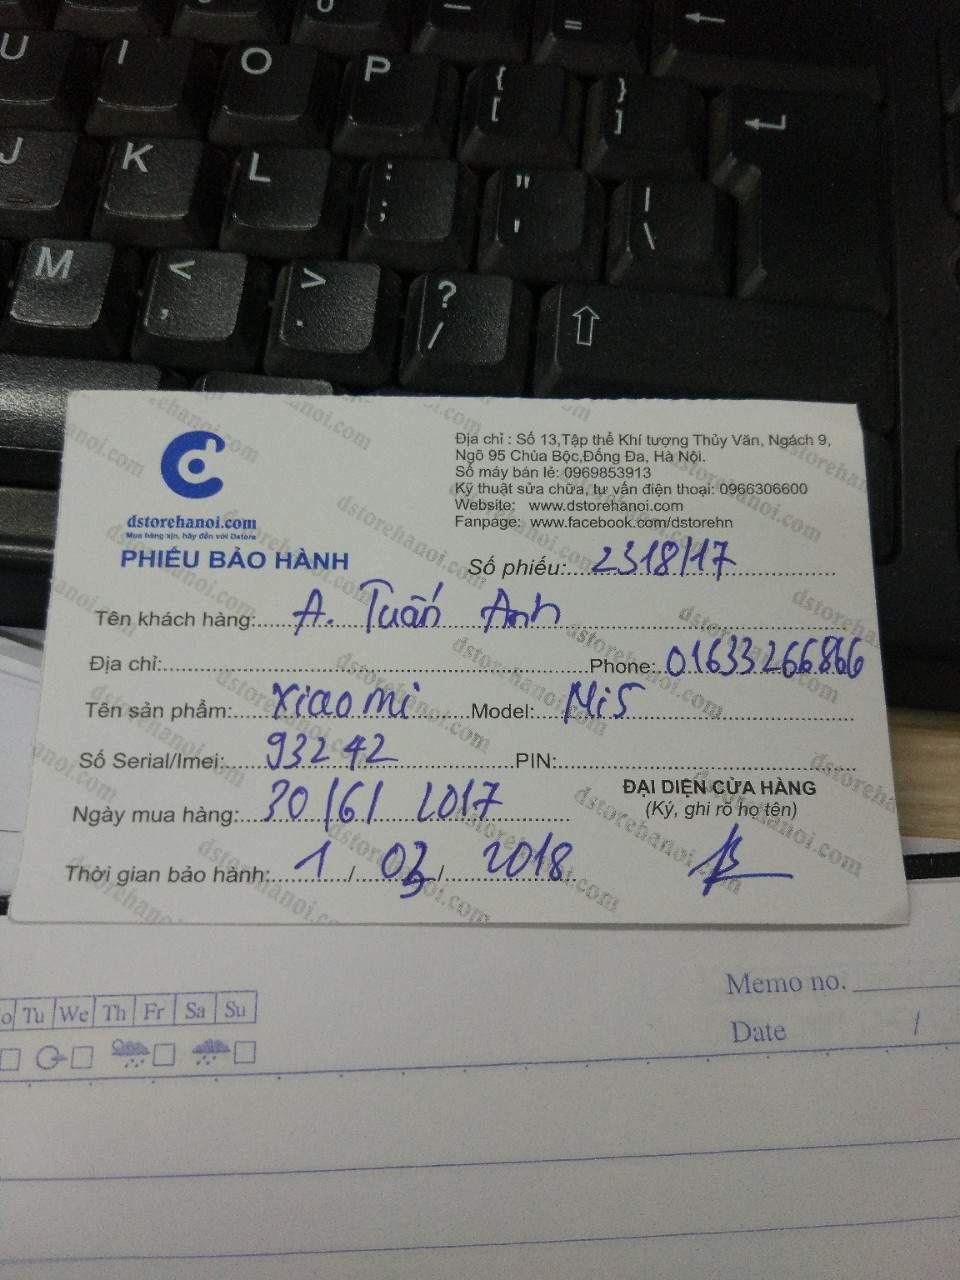 U I O P { [ } ]
J K L : ; " ' | \
M < , > . ? /
Địa chỉ : Số 13,Tập thể Khí tượng Thủy Văn, Ngách 9,
Ngõ 95 Chùa Bộc,Đống Đa, Hà Nội.
Số máy bán lẻ: 0969853913
Kỹ thuật sửa chữa, tư vấn điện thoại: 0966306600
Website: www.dstorehanoi.com
Fanpage: www.facebook.com/dstorehn
dstorehanoi.com
Mua hàng xịn, hãy đến với Dstore
PHIẾU BẢO HÀNH
Số phiếu: 2318/17
Tên khách hàng: A. Tuấn Anh
Địa chỉ: Phone: 01633266866
Tên sản phẩm: Xiaomi Model: Mi5
Số Serial/Imei: 93242 PIN:
Ngày mua hàng: 30/6/2017
ĐẠI DIỆN CỬA HÀNG
(Ký, ghi rõ họ tên)
Thời gian bảo hành: 1 / 03 / 2018
Memo no.
Tu We Th Fr Sa Su
Date /